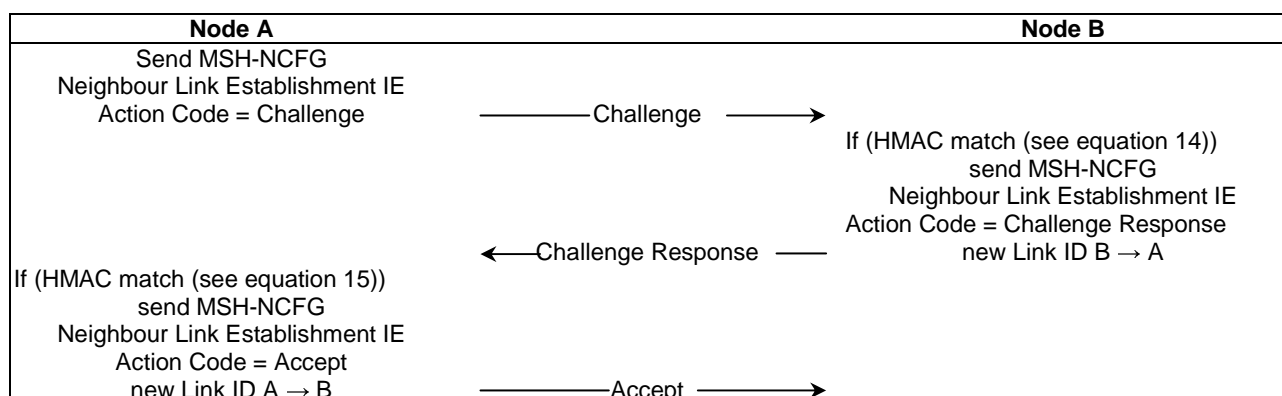 Node A Node B
Send MSH-NCFG
Neighbour Link Establishment IE
Action Code = Challenge Challenge
If (HMAC match (see equation 14))
send MSH-NCFG
Neighbour Link Establishment IE
Action Code = Challenge Response
Challenge Response new Link ID B → A
If (HMAC match (see equation 15))
send MSH-NCFG
Neighbour Link Establishment IE
Action Code = Accept
new Link ID A → B Accept